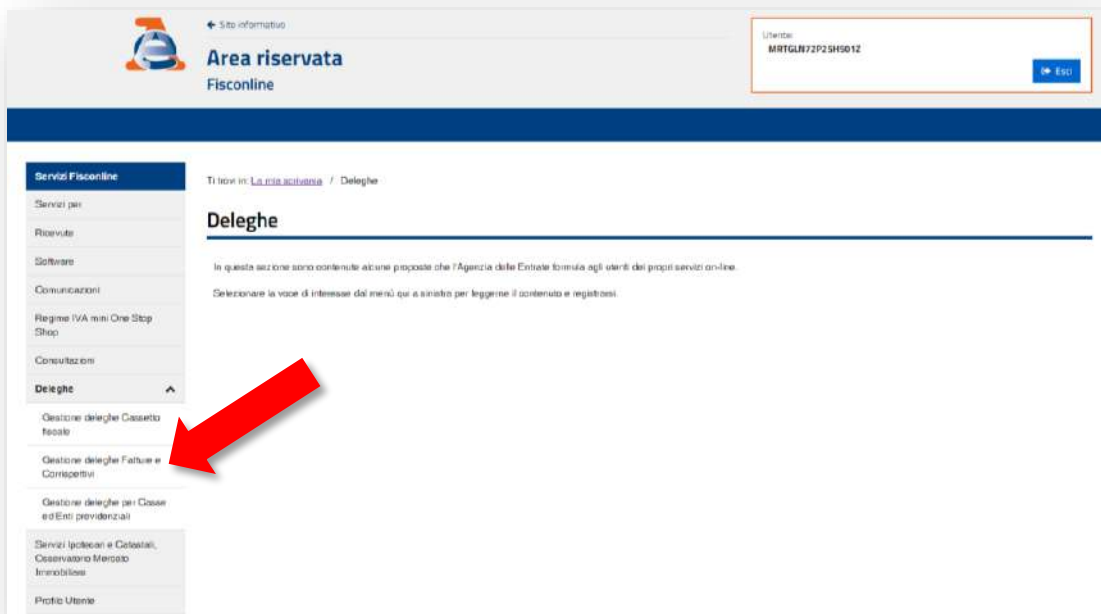 ← Sito informativo
Area riservata
Fisconline
Utente:
MRTGLN72P25H501Z
Esci
Servizi Fisconline
Servizi per
Ricevute
Software
Comunicazioni
Regime IVA mini One Stop
Shop
Consultazioni
Deleghe
Gestione deleghe Cassetto
fiscale
Gestione deleghe Fatture e
Corrispettivi
Gestione deleghe per Casse
ed Enti previdenziali
Servizi Ipotecari e Catastali,
Osservatorio Mercato
Immobiliare
Profilo Utente
Ti trovi in: La mia scrivania / Deleghe
Deleghe
In questa sezione sono contenute alcune proposte che l'Agenzia delle Entrate formula agli utenti dei propri servizi on-line.
Selezionare la voce di interesse dal menù qui a sinistra per leggerne il contenuto e registrarsi.